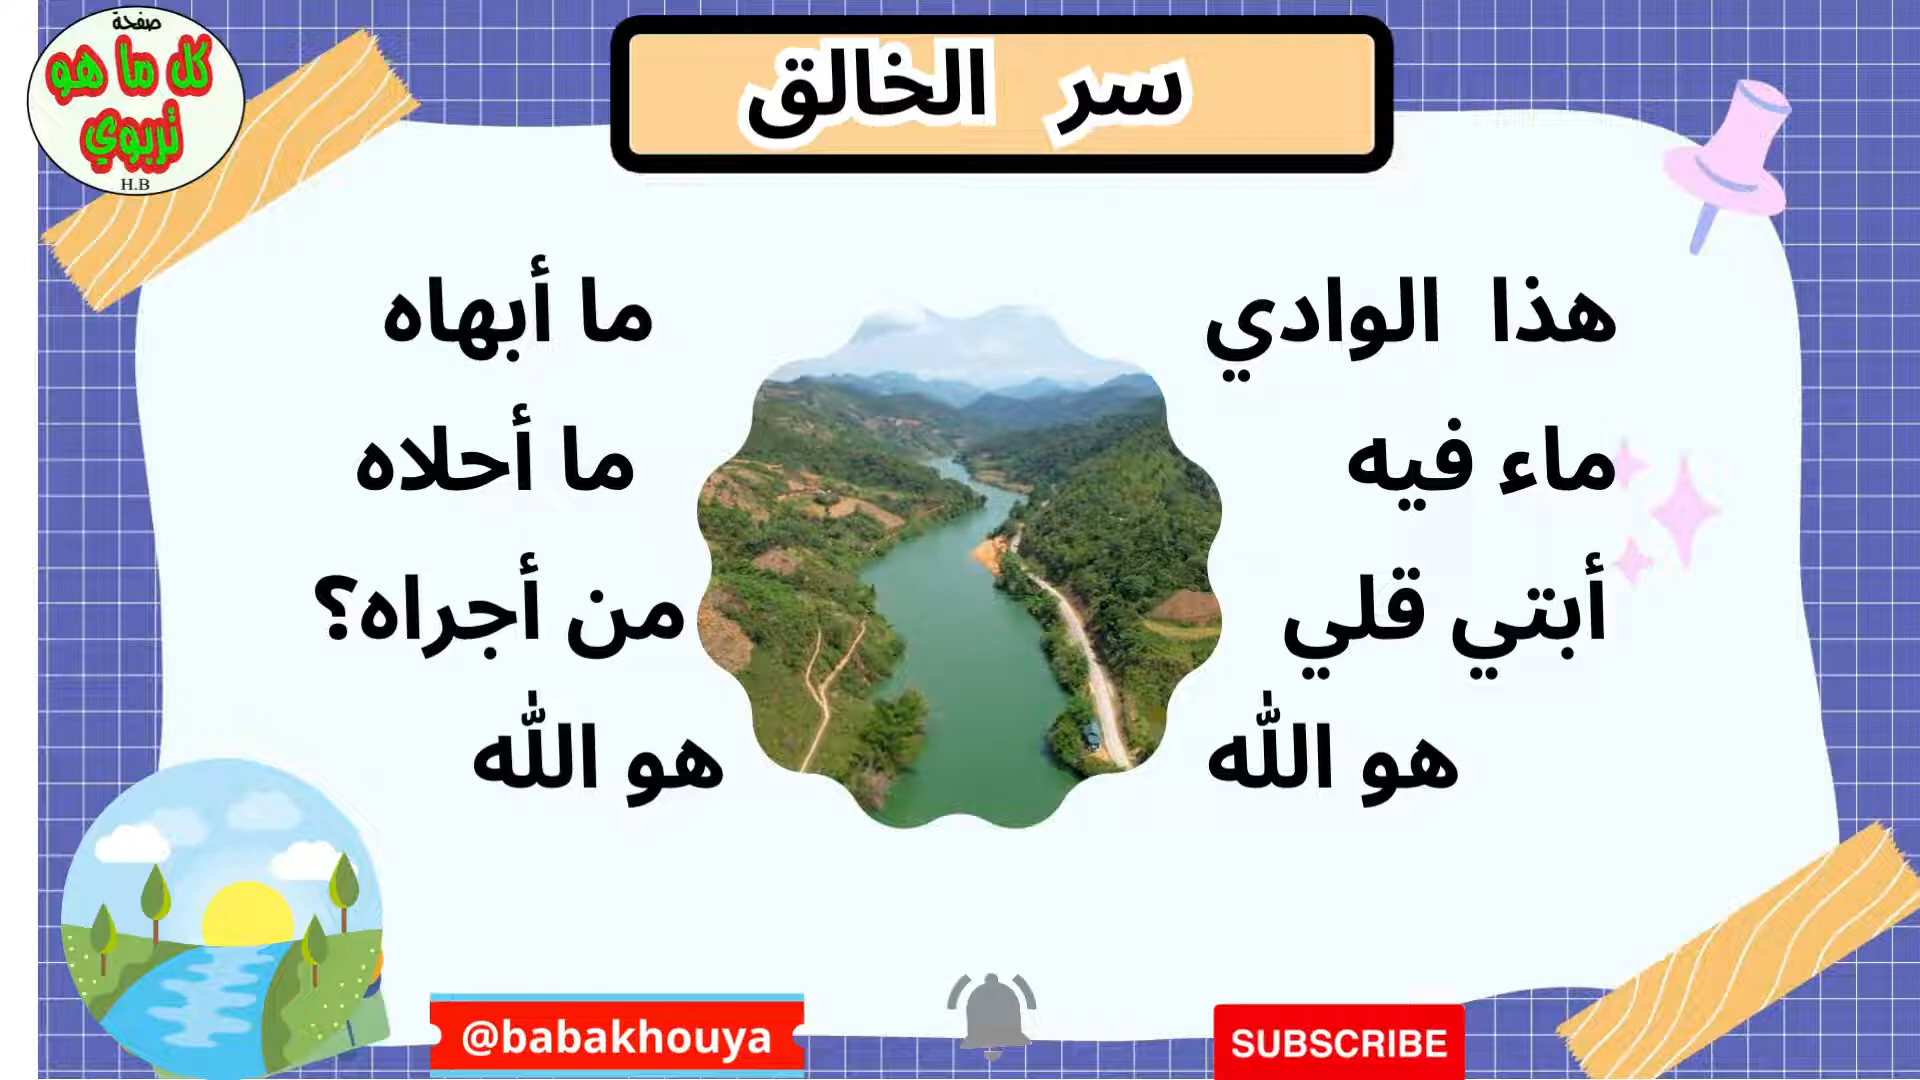 صفحة
كل ما هو
تربوي
H.B
سر الخالق
هذا الوادي ما أبهاه
ماء فيه ما أحلاه
أبتي قلي من أجراه؟
هو الله هو الله
@babakhouya
SUBSCRIBE